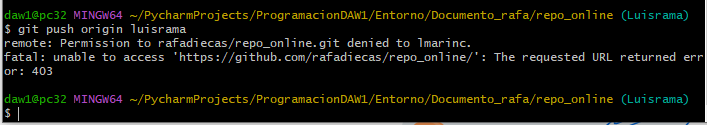 daw1@pc32 MINGW64 ~/PycharmProjects/ProgramacionDAW1/Entorno/Documento_rafa/repo_online (Luisrama)
$ git push origin luisrama
remote: Permission to rafadiecas/repo_online.git denied to lmarinc.
fatal: unable to access 'https://github.com/rafadiecas/repo_online/': The requested URL returned err
or: 403
daw1@pc32 MINGW64 ~/PycharmProjects/ProgramacionDAW1/Entorno/Documento_rafa/repo_online (Luisrama)
$